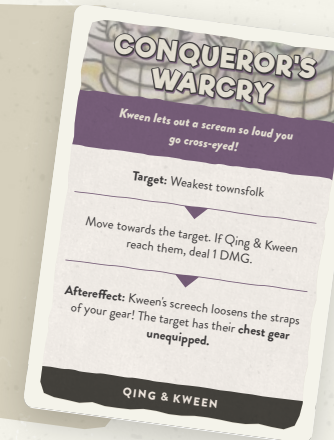 CONQUEROR'S
WARCRY
Kween lets out a scream so loud you
go cross-eyed!
Target: Weakest townsfolk
Move towards the target. If Qing & Kween
reach them, deal 1 DMG.
Aftereffect: Kween's screech loosens the straps
of your gear! The target has their chest gear
unequipped.
QING & KWEEN